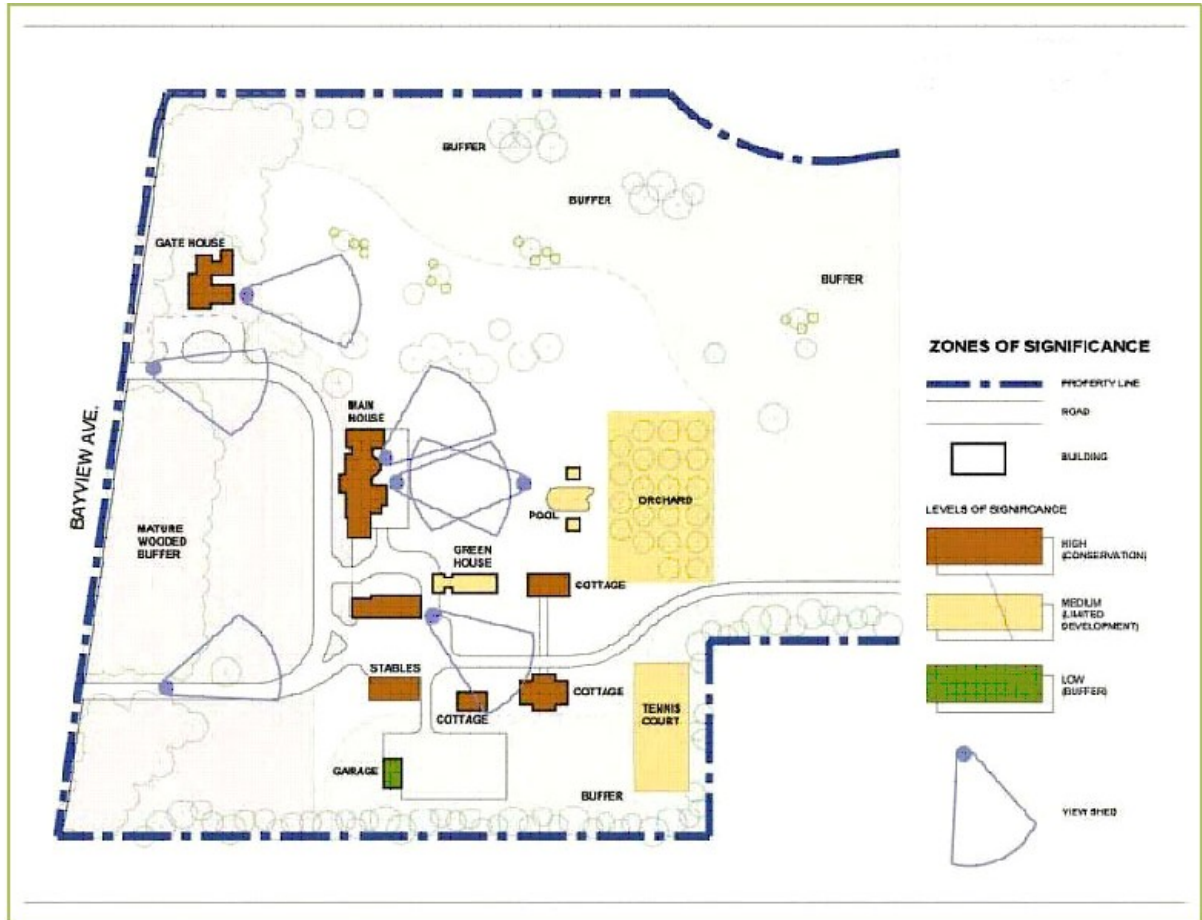 BUFFER
BUFFER
GATE HOUSE
BUFFER
ZONES OF SIGNIFICANCE
PROPERTY LINE
ROAD
BUILDING
LEVELS OF SIGNIFICANCE
HIGH
(CONSERVATION)
MEDIUM
(LIMITED
DEVELOPMENT)
LOW
(BUFFER)
VIEW SHED
BAYVIEW AVE.
MAIN
HOUSE
MATURE
WOODED
BUFFER
POOL
ORCHARD
GREEN
HOUSE
COTTAGE
STABLES
COTTAGE
COTTAGE
TENNIS
COURT
GARAGE
BUFFER